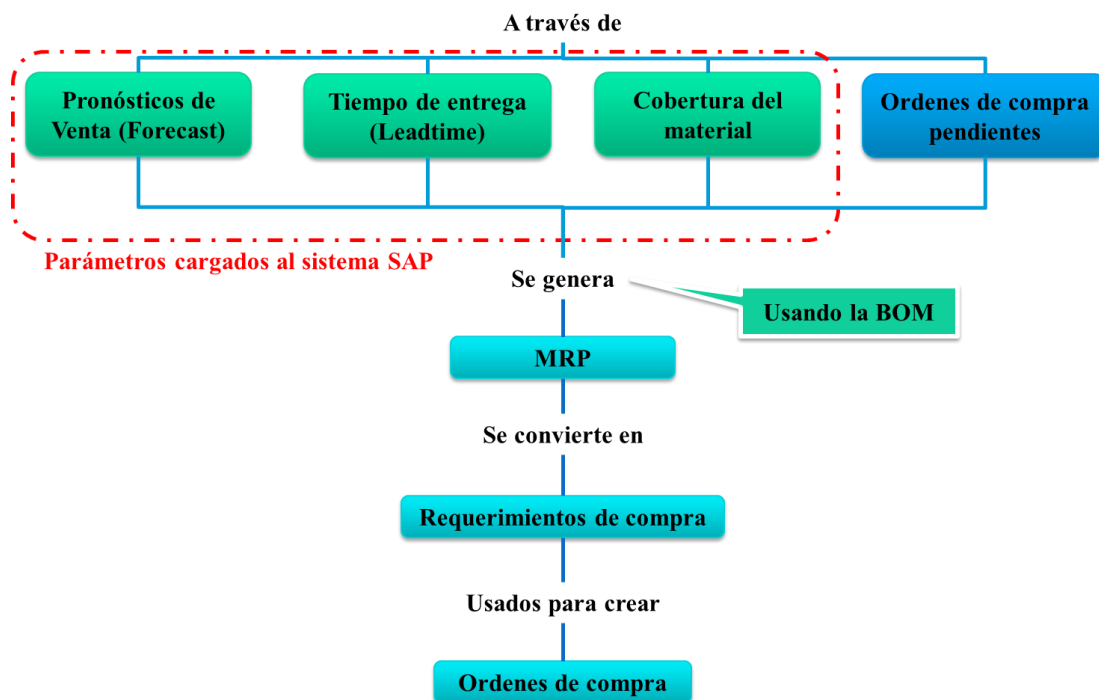 A través de
Pronósticos de
Venta (Forecast)
Tiempo de entrega
(Leadtime)
Cobertura del
material
Ordenes de compra
pendientes
Parámetros cargados al sistema SAP
Se genera
Usando la BOM
MRP
Se convierte en
Requerimientos de compra
Usados para crear
Ordenes de compra